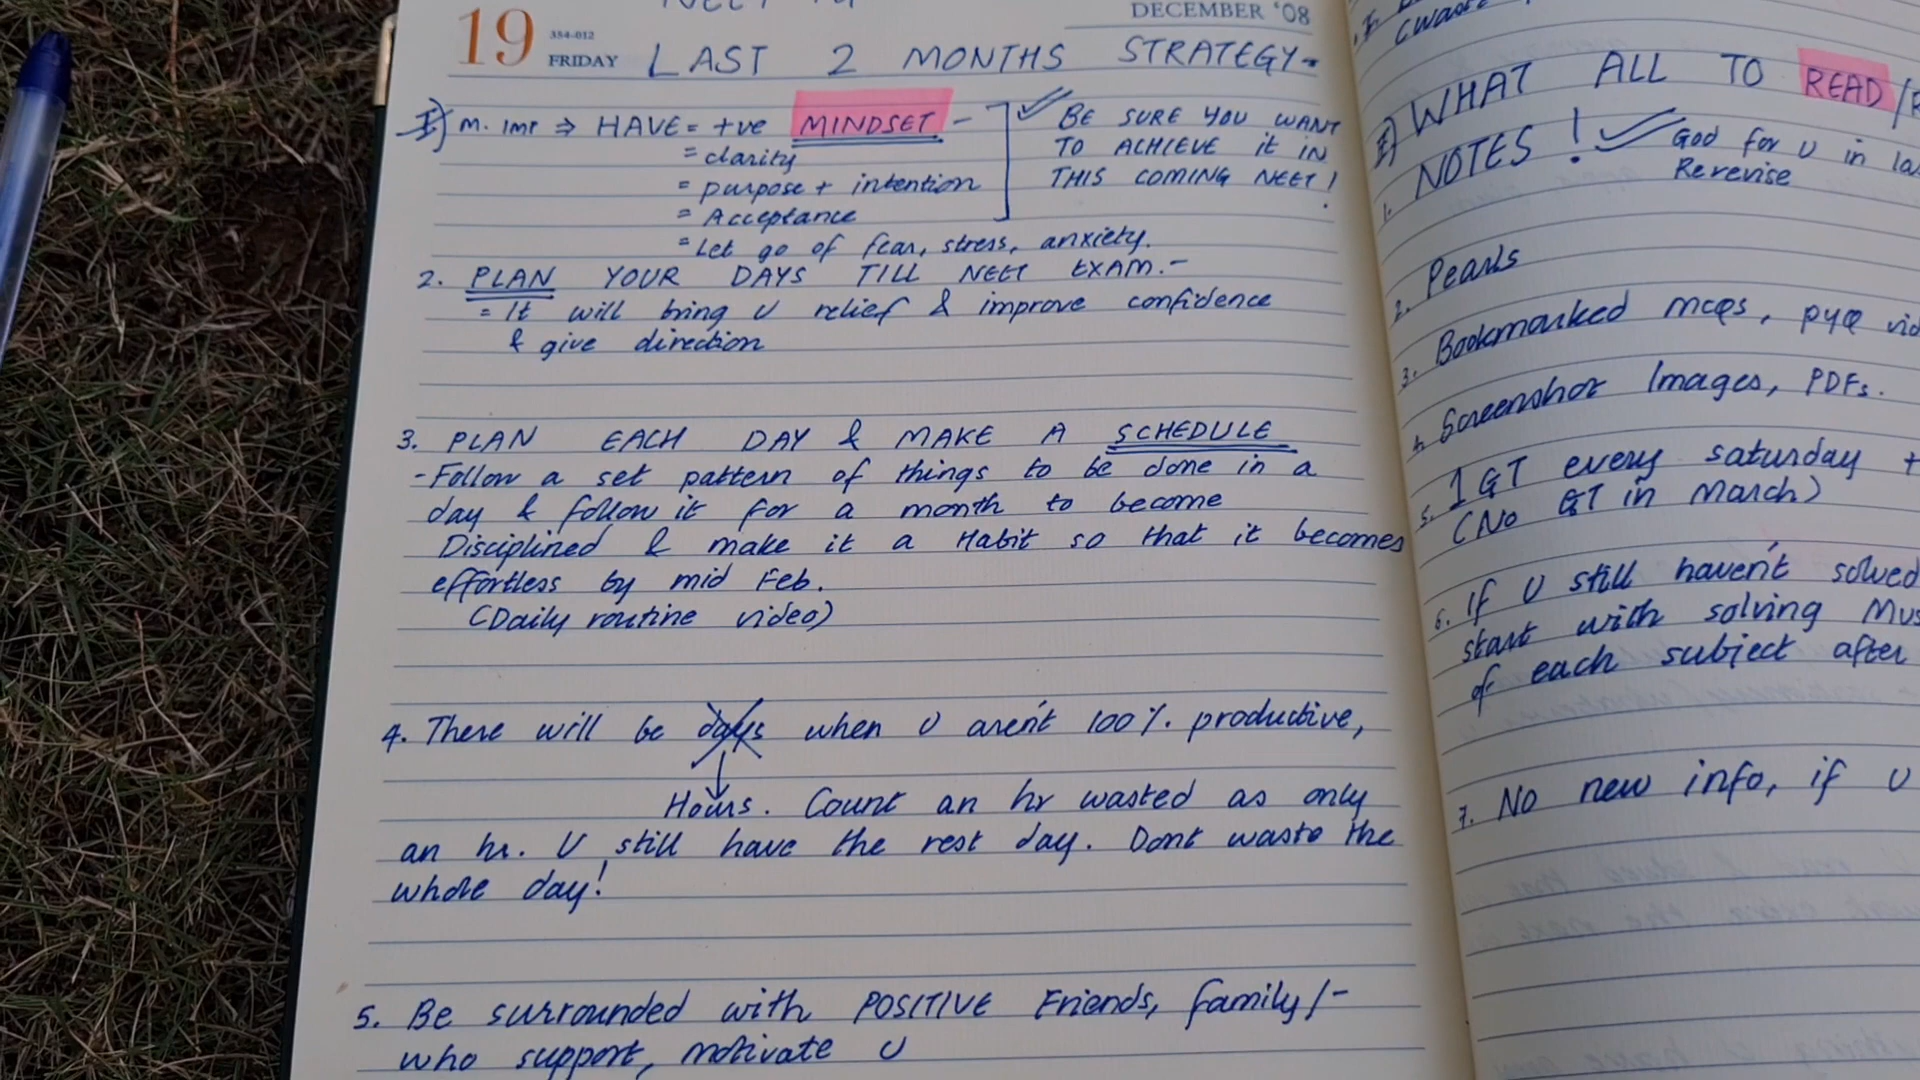 19
354-012
FRIDAY
DECEMBER '08
LAST 2 MONTHS STRATEGY-
I) M. Imp ⇒ HAVE = +ve MINDSET -
= clarity
= purpose + intention
= Acceptance
= Let go of fear, stress, anxiety.
BE SURE YOU WANT
TO ACHIEVE it IN
THIS COMING NEET!
2. PLAN YOUR DAYS TILL NEET EXAM.-
= It will bring U relief & improve confidence
& give direction
3. PLAN EACH DAY & MAKE A SCHEDULE
- Follow a set pattern of things to be done in a
day & follow it for a month to become
Disciplined & make it a Habit so that it becomes
effortless by mid Feb.
(Daily routine video)
4. There will be days when U aren't 100%. productive,
↓
Hours. Count an hr wasted as only
an hr. U still have the rest day. Dont waste the
whole day!
5. Be surrounded with POSITIVE Friends, family/-
who support, motivate U
II) WHAT ALL TO READ/
1. NOTES! God for U in
Rerevise
2. Pearls
3. Bookmarked mcqs, pyq
4. Screenshot Images, PDFs.
5. 1 GT every saturday +
(No GT in March)
6. If U still haven't solved
start with solving
of each subject after
7. No new info, if U